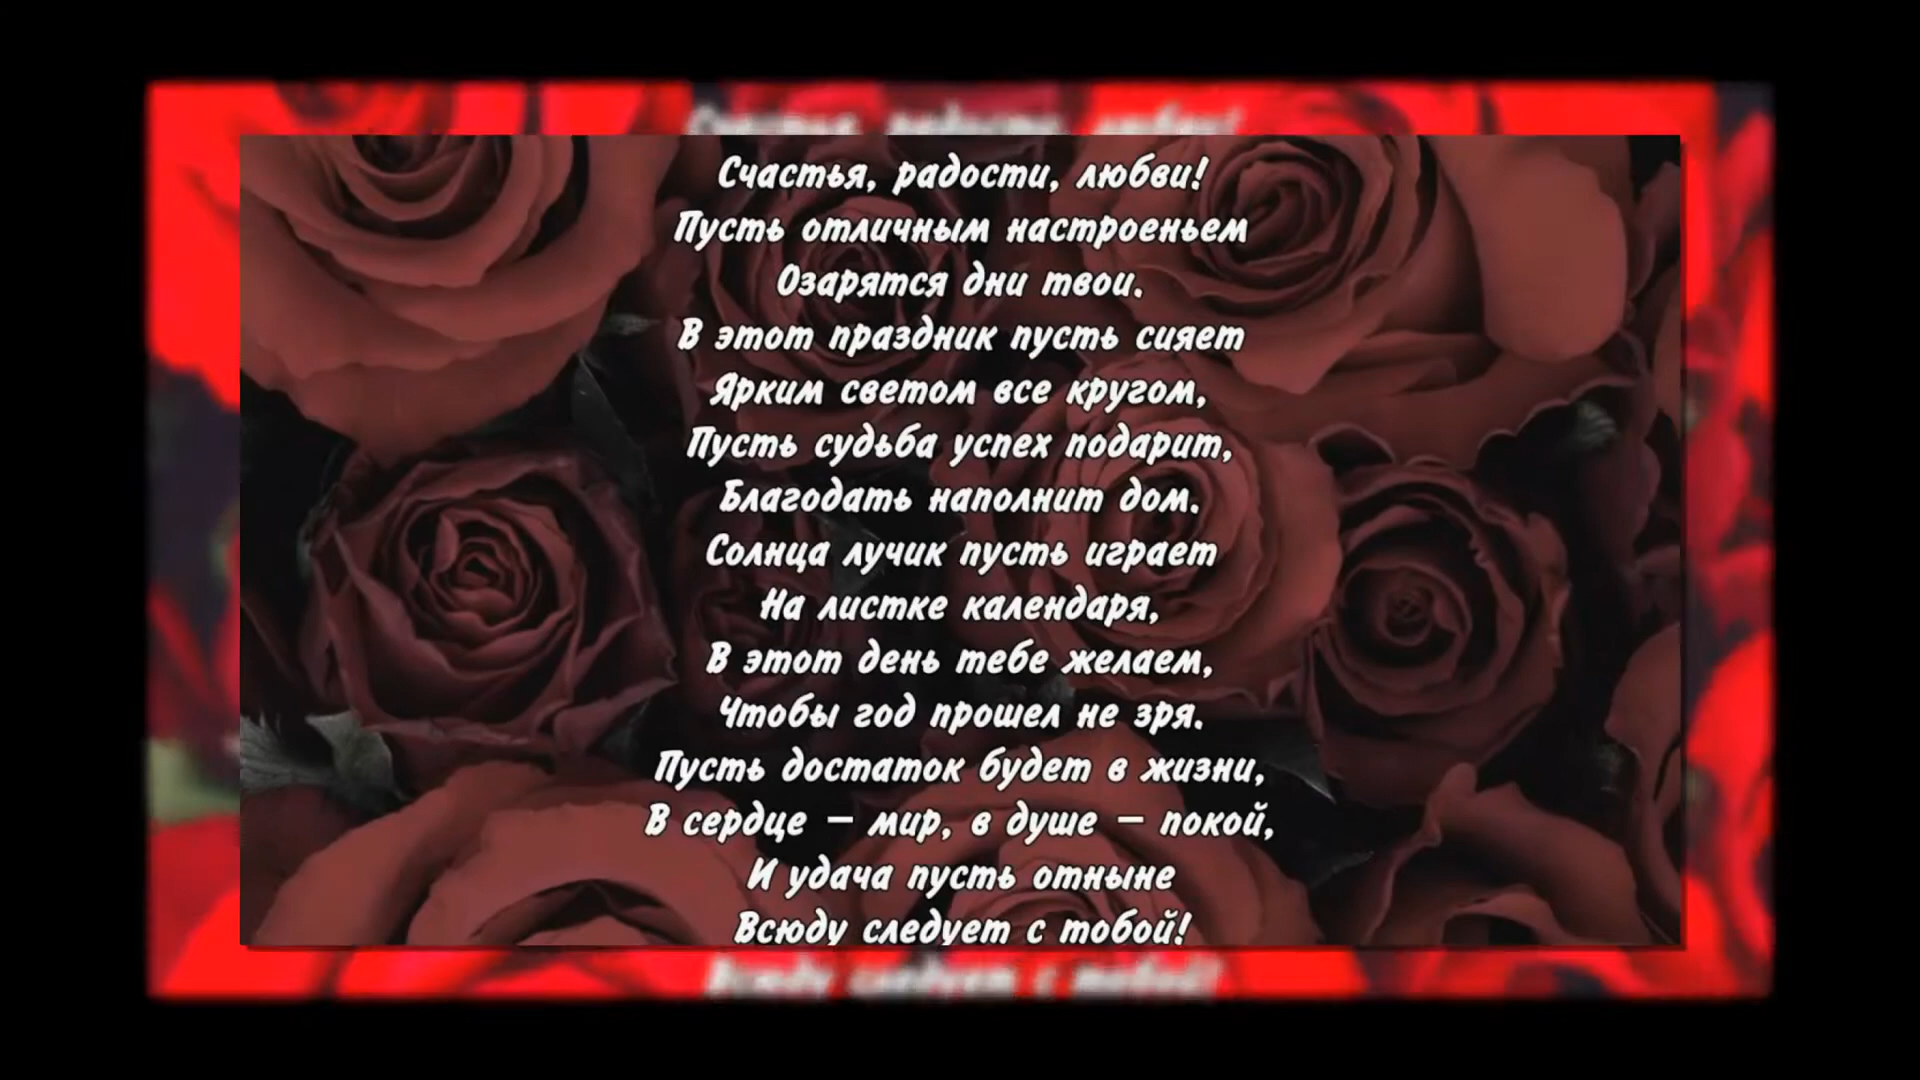 Счастья, радости, любви!
Пусть отличным настроеньем
Озарятся дни твои.
В этот праздник пусть сияет
Ярким светом все кругом,
Пусть судьба успех подарит,
Благодать наполнит дом.
Солнца лучик пусть играет
На листке календаря,
В этот день тебе желаем,
Чтобы год прошел не зря.
Пусть достаток будет в жизни,
В сердце – мир, в душе – покой,
И удача пусть отныне
Всюду следует с тобой!